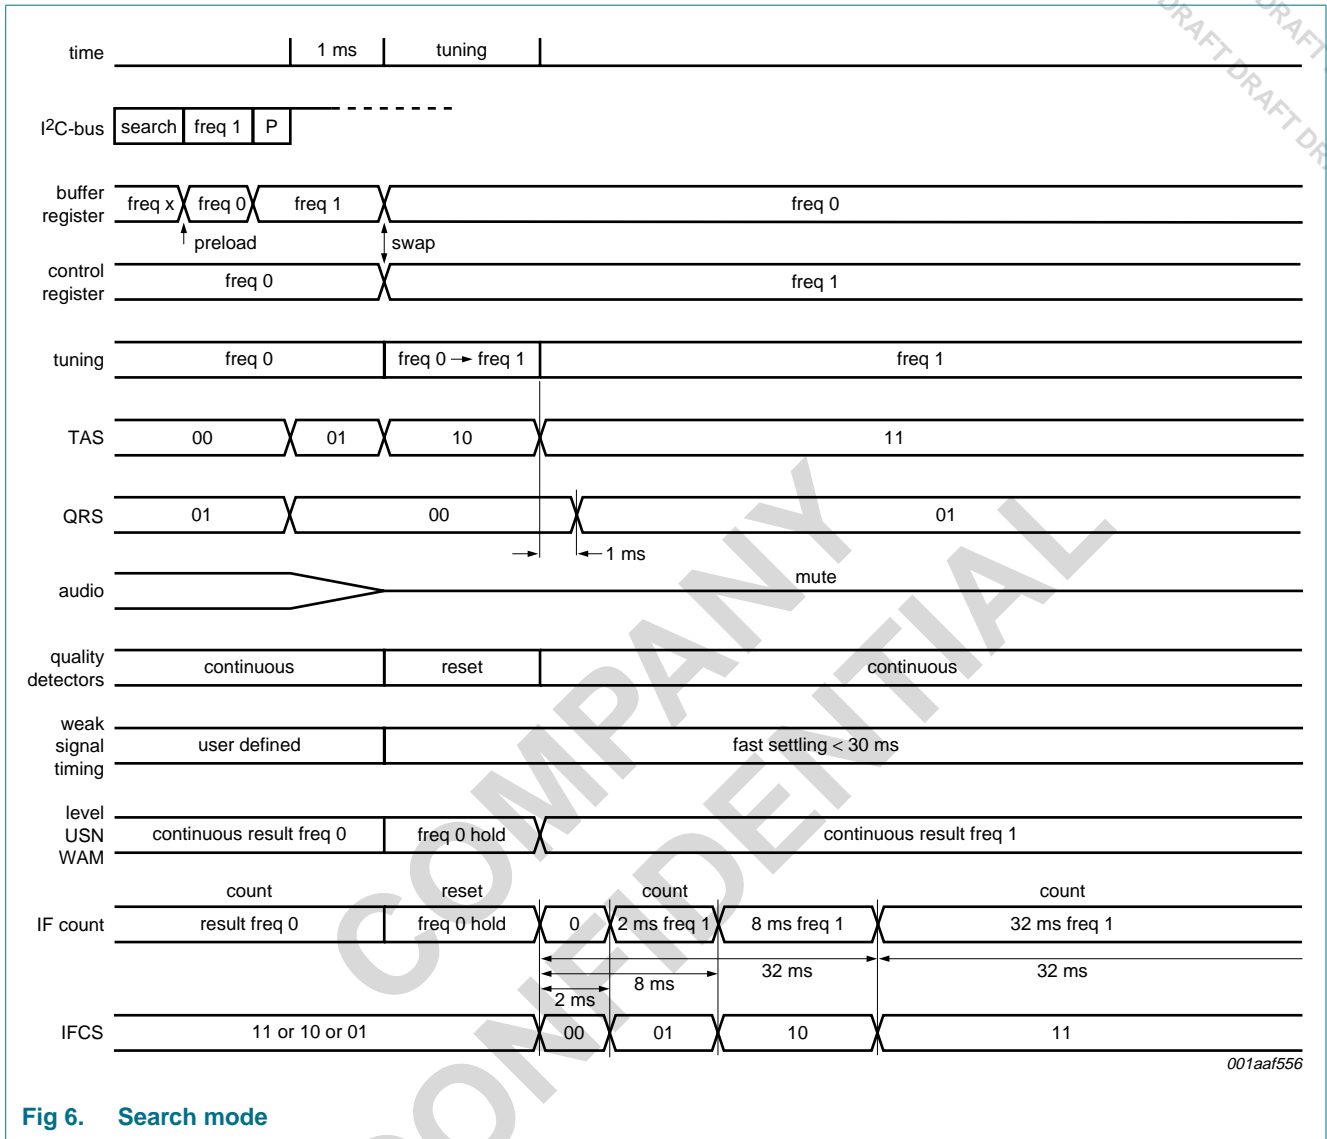 DRAFT DRAFT DRAFT DRA
DRAFT DRAFT
time 1 ms tuning
I2C-bus search freq 1 P
buffer
register
freq x freq 0 freq 1 freq 0
preload swap
control
register
freq 0 freq 1
tuning freq 0 freq 0 → freq 1 freq 1
TAS 00 01 10 11
QRS 01 00 01
1 ms
audio mute
quality
detectors
continuous reset continuous
weak
signal
timing
user defined fast settling < 30 ms
level
USN
WAM
continuous result freq 0 freq 0 hold continuous result freq 1
count reset count count
IF count result freq 0 freq 0 hold 0 2 ms freq 1 8 ms freq 1 32 ms freq 1
32 ms 32 ms
8 ms
2 ms
IFCS 11 or 10 or 01 00 01 10 11
001aaf556
COMPANY
CONFIDENTIAL
Fig 6. Search mode